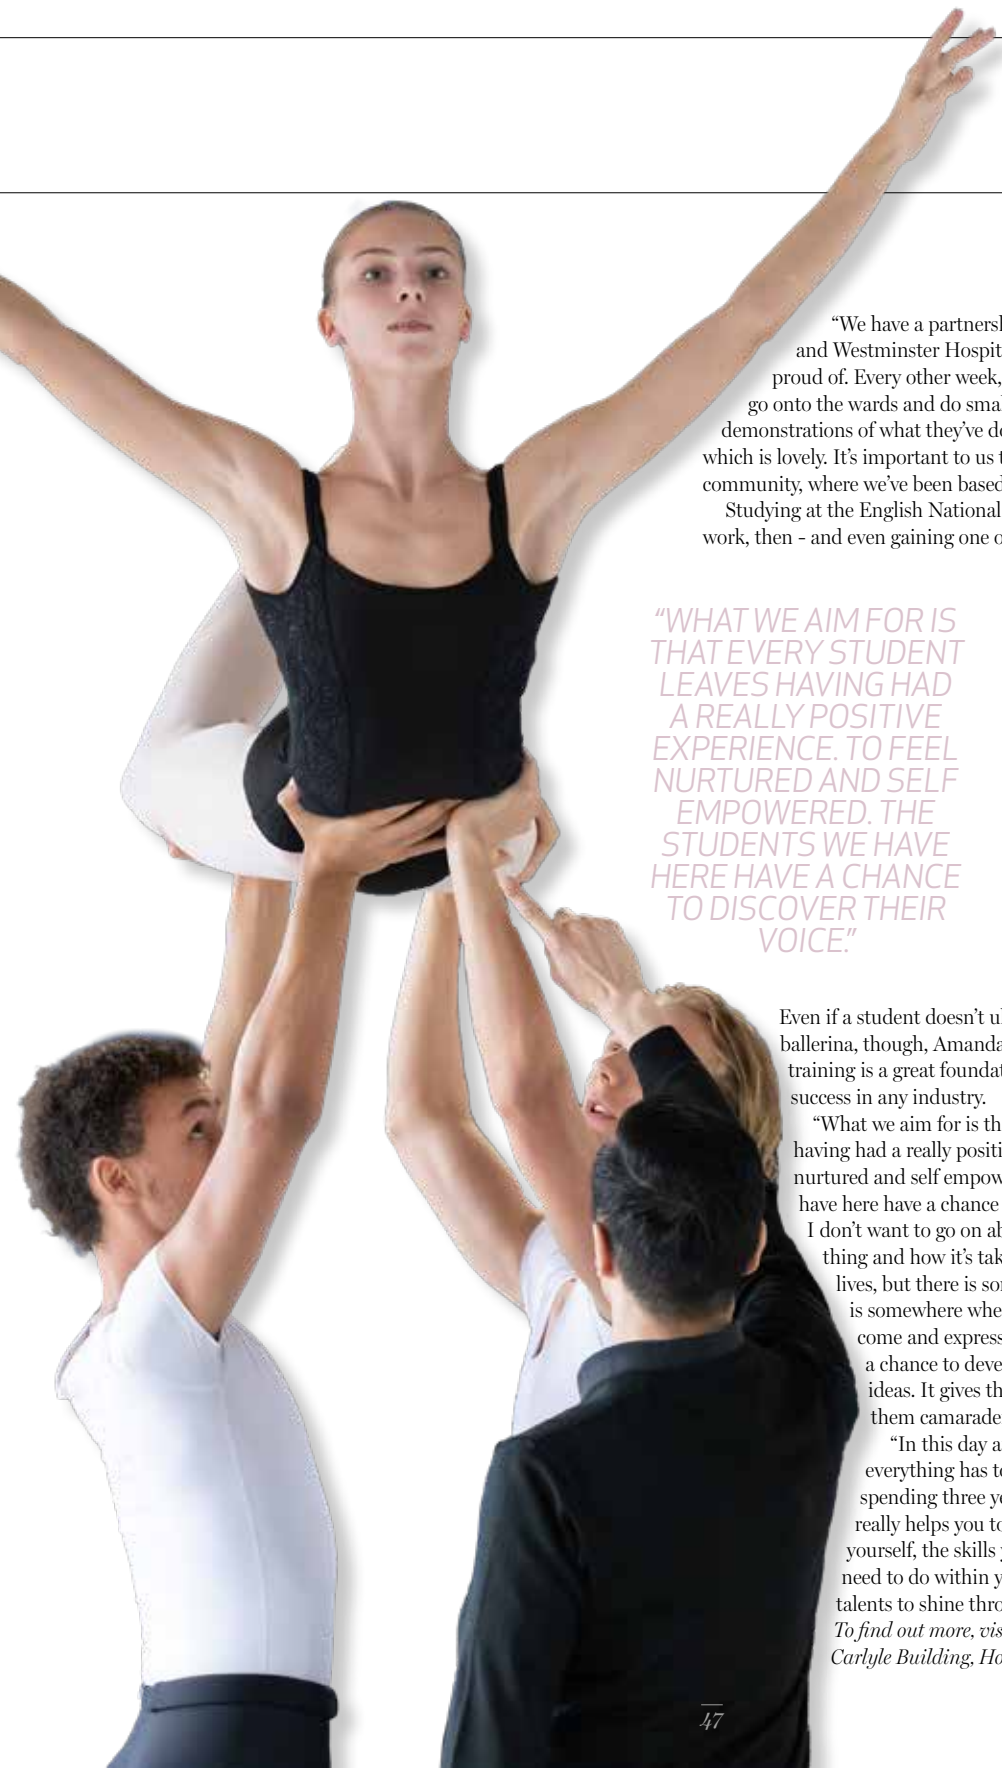 “We have a partnersh
and Westminster Hospit
proud of. Every other week,
go onto the wards and do smal
demonstrations of what they’ve do
which is lovely. It’s important to us t
community, where we’ve been based
Studying at the English National
work, then - and even gaining one o
“WHAT WE AIM FOR IS
THAT EVERY STUDENT
LEAVES HAVING HAD
A REALLY POSITIVE
EXPERIENCE. TO FEEL
NURTURED AND SELF
EMPOWERED. THE
STUDENTS WE HAVE
HERE HAVE A CHANCE
TO DISCOVER THEIR
VOICE.”
Even if a student doesn’t ul
ballerina, though, Amanda
training is a great foundat
success in any industry.
“What we aim for is th
having had a really positi
nurtured and self empow
have here have a chance
I don’t want to go on ab
thing and how it’s tak
lives, but there is so
is somewhere whe
come and express
a chance to deve
ideas. It gives th
them camarade
“In this day a
everything has to
spending three ye
really helps you to
yourself, the skills y
need to do within y
talents to shine thro
To find out more, vis
Carlyle Building, Ho
47